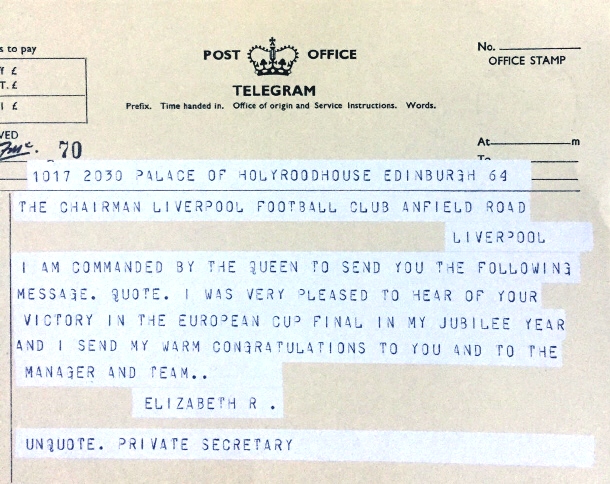 s to pay
POST OFFICE
No.
OFFICE STAMP
£
T. £
£
TELEGRAM
Prefix. Time handed in. Office of origin and Service Instructions. Words.
VED
70
At m
To
1017 2030 PALACE OF HOLYROODHOUSE EDINBURGH 64
THE CHAIRMAN LIVERPOOL FOOTBALL CLUB ANFIELD ROAD
LIVERPOOL
I AM COMMANDED BY THE QUEEN TO SEND YOU THE FOLLOWING
MESSAGE. QUOTE. I WAS VERY PLEASED TO HEAR OF YOUR
VICTORY IN THE EUROPEAN CUP FINAL IN MY JUBILEE YEAR
AND I SEND MY WARM CONGRATULATIONS TO YOU AND TO THE
MANAGER AND TEAM..
ELIZABETH R .
UNQUOTE. PRIVATE SECRETARY